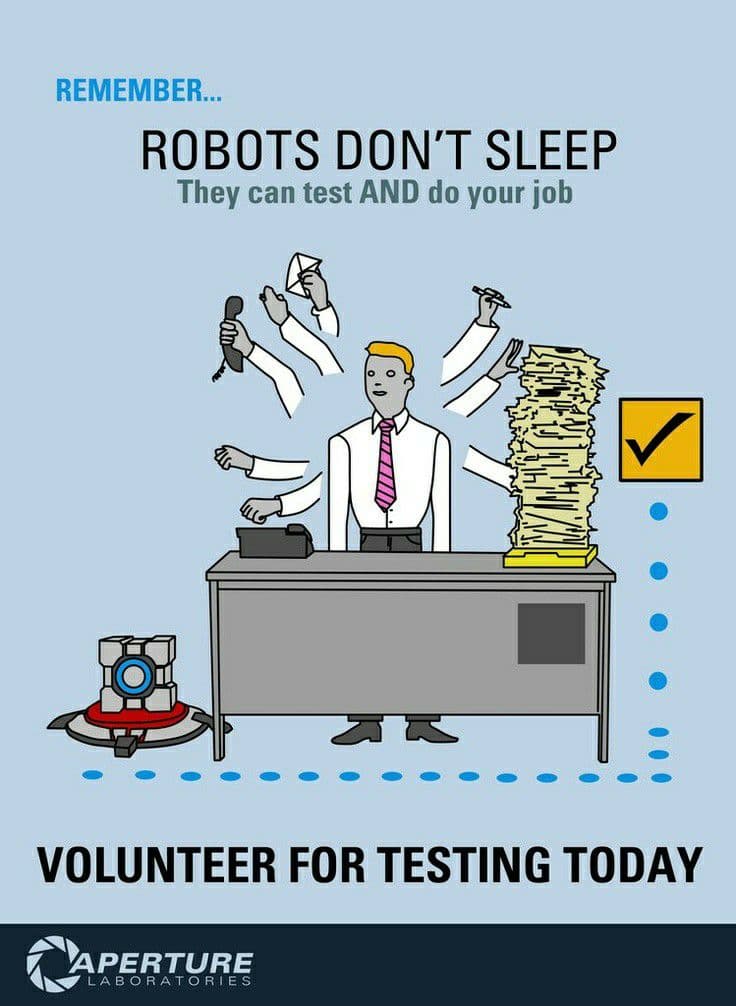 REMEMBER...
ROBOTS DON'T SLEEP
They can test AND do your job
VOLUNTEER FOR TESTING TODAY
APERTURE
LABORATORIES